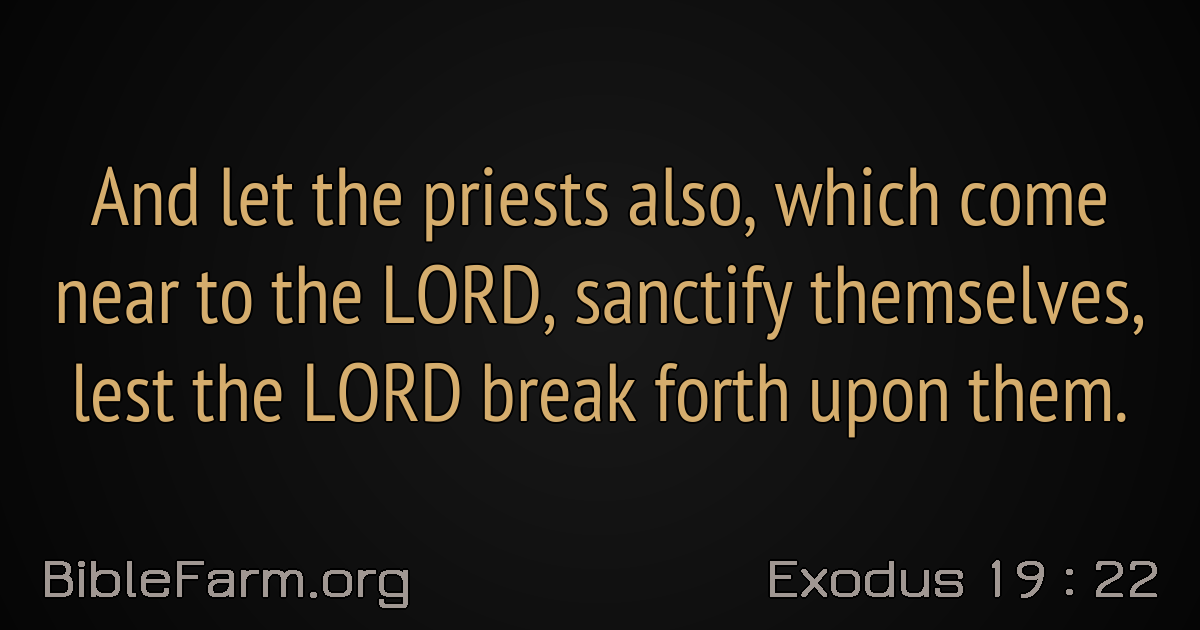 And let the priests also, which come
near to the LORD, sanctify themselves,
lest the LORD break forth upon them.
BibleFarm.org
Exodus 19 : 22